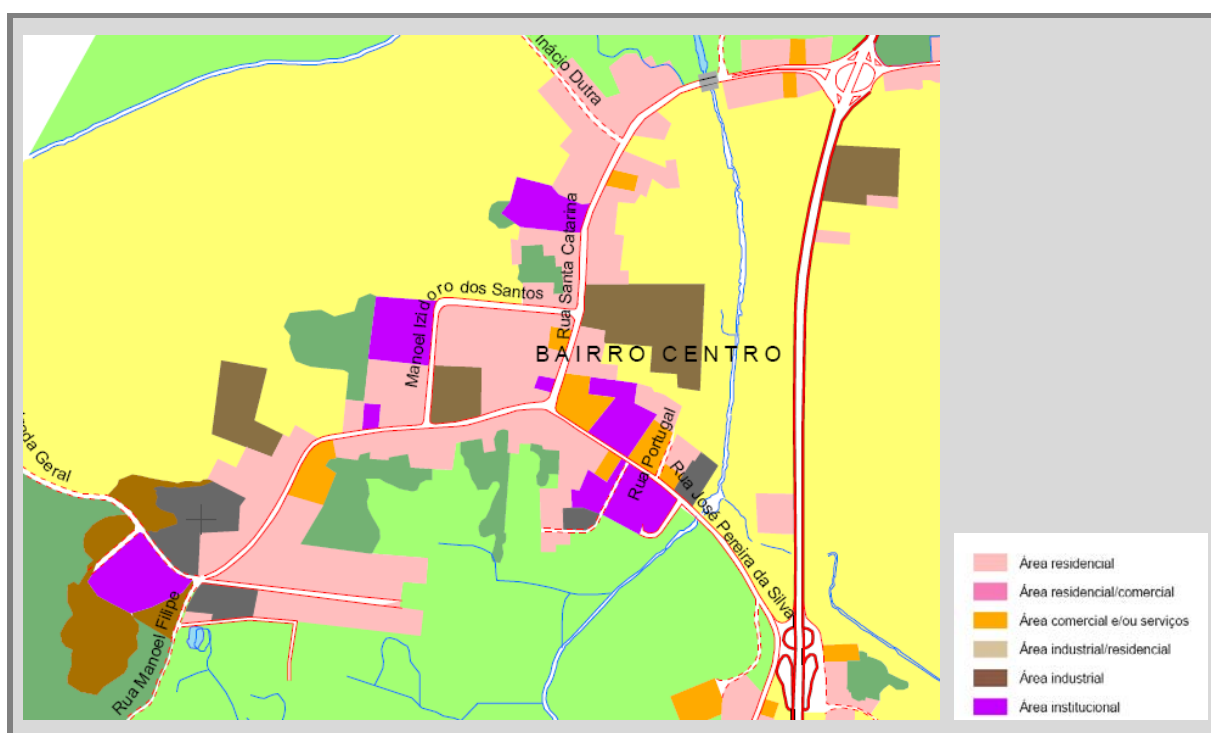 Inácio Dutra
Rua Santa Catarina
Manoel Izidoro dos Santos
BAIRRO CENTRO
Geral
Rua Portugal
Rua José Pereira da Silva
Rua Manoel Filipe
Área residencial
Área residencial/comercial
Área comercial e/ou serviços
Área industrial/residencial
Área industrial
Área institucional